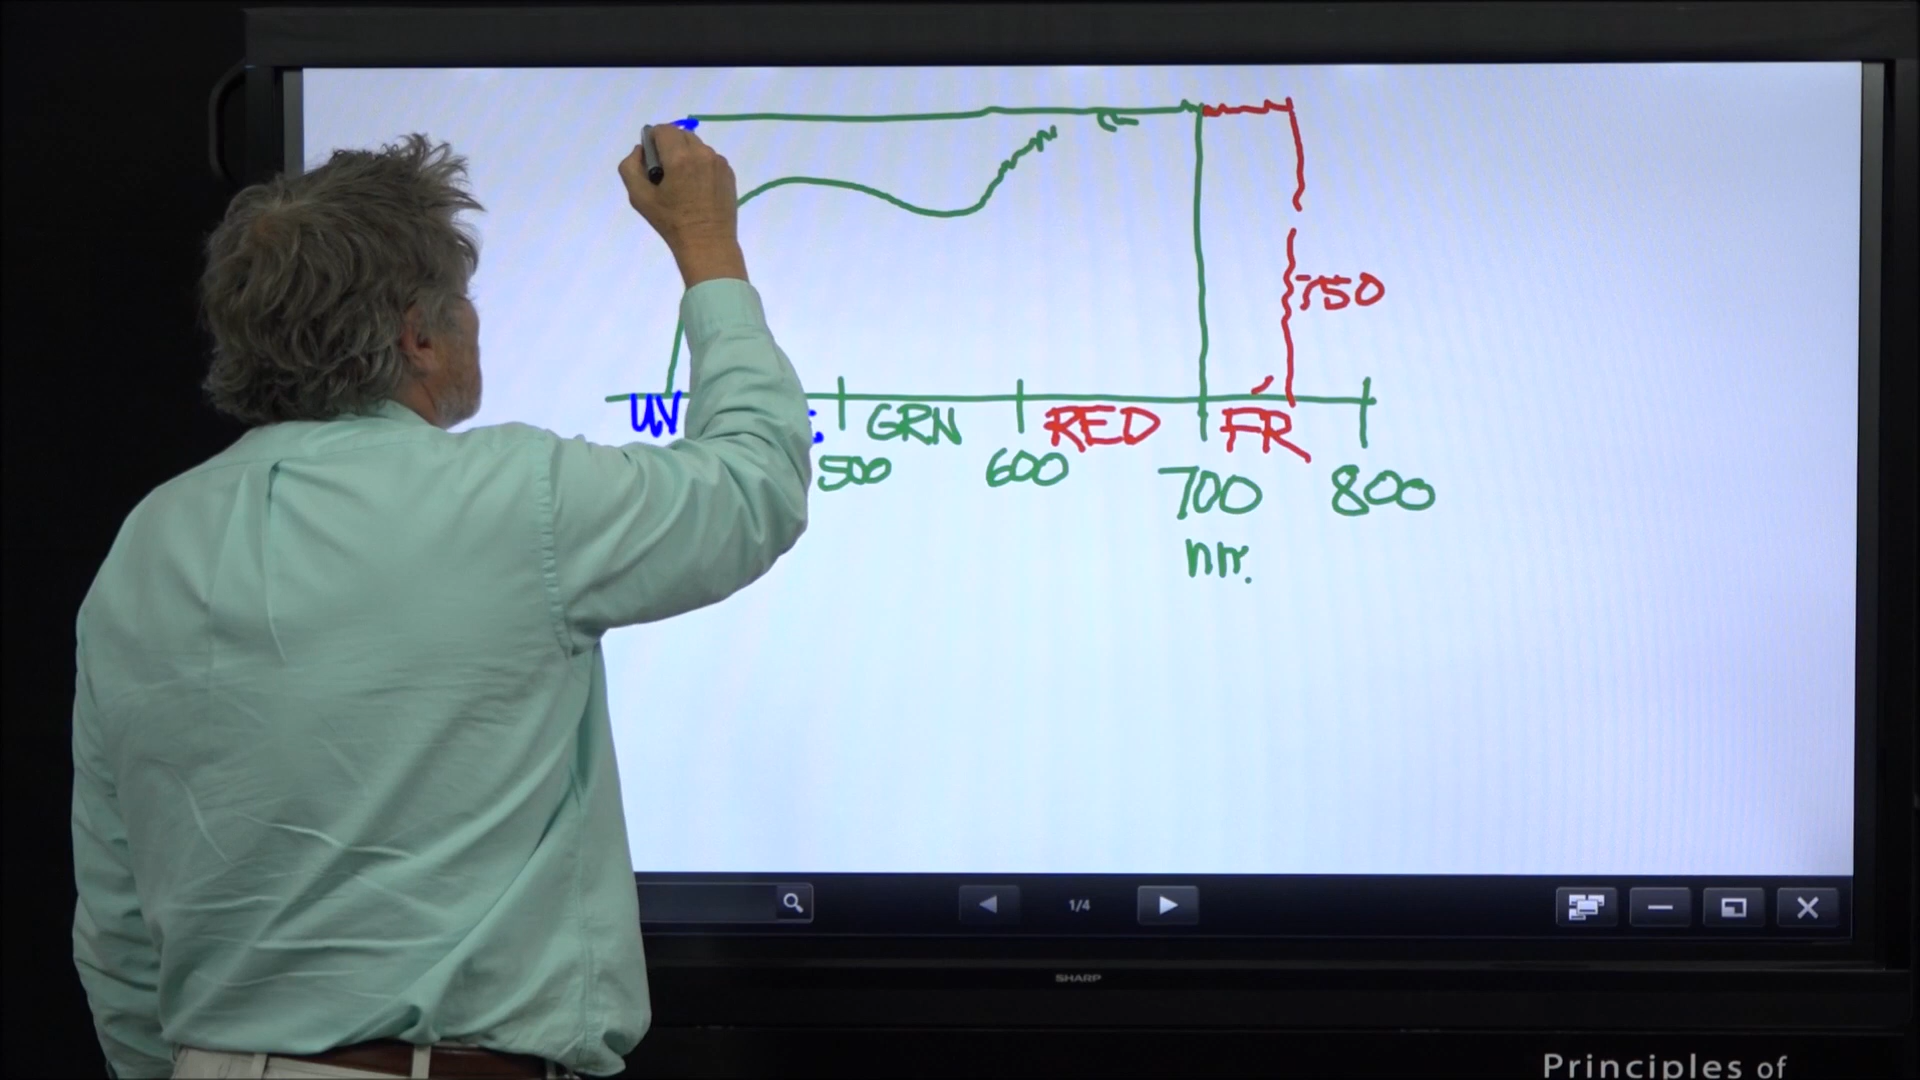 750
UV GRN RED FR
500 600 700 800
nm.
1/4
SHARP
Principles of